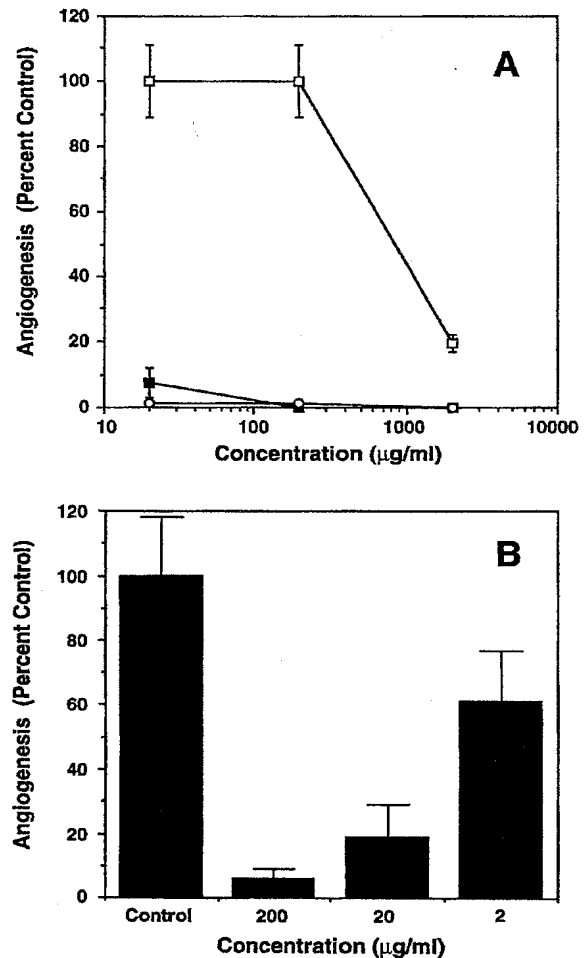 120
A
100
80
60
40
20
0
Angiogenesis (Percent Control)
10 100 1000 10000
Concentration (μg/ml)
120
B
100
80
60
40
20
0
Angiogenesis (Percent Control)
Control 200 20 2
Concentration (μg/ml)